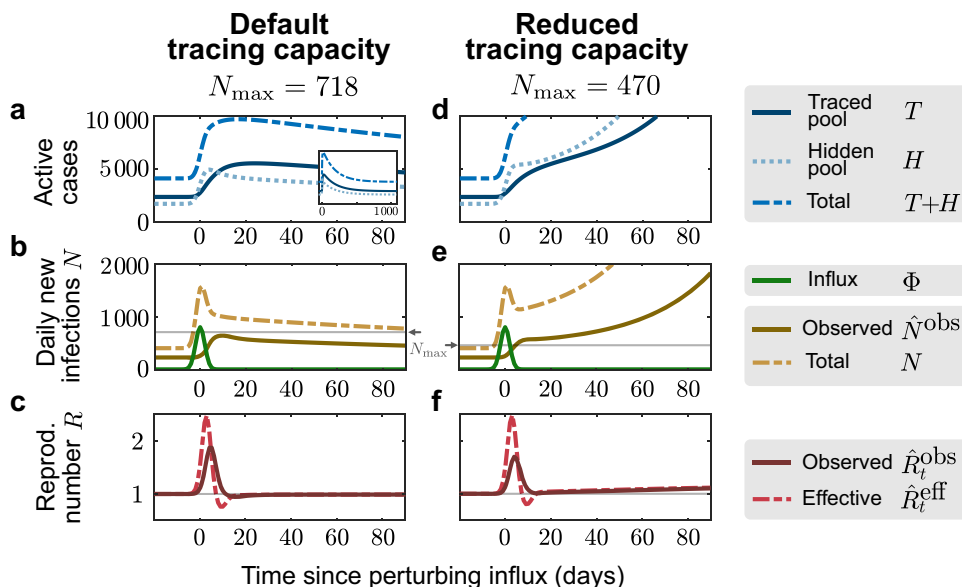 Default
tracing capacity
N_max = 718
Reduced
tracing capacity
N_max = 470
a
Active
cases
10 000
5 000
0
0 20 40 60 80
0 1000
d
0 20 40 60 80
Traced
pool T
Hidden
pool H
Total T+H
b
Daily new
infections N
2000
1000
0
0 20 40 60 80
N_max
e
0 20 40 60 80
Influx Φ
Observed N̂^obs
Total N
c
Reprod.
number R
2
1
0 20 40 60 80
f
0 20 40 60 80
Observed R̂_t^obs
Effective R̂_t^eff
Time since perturbing influx (days)